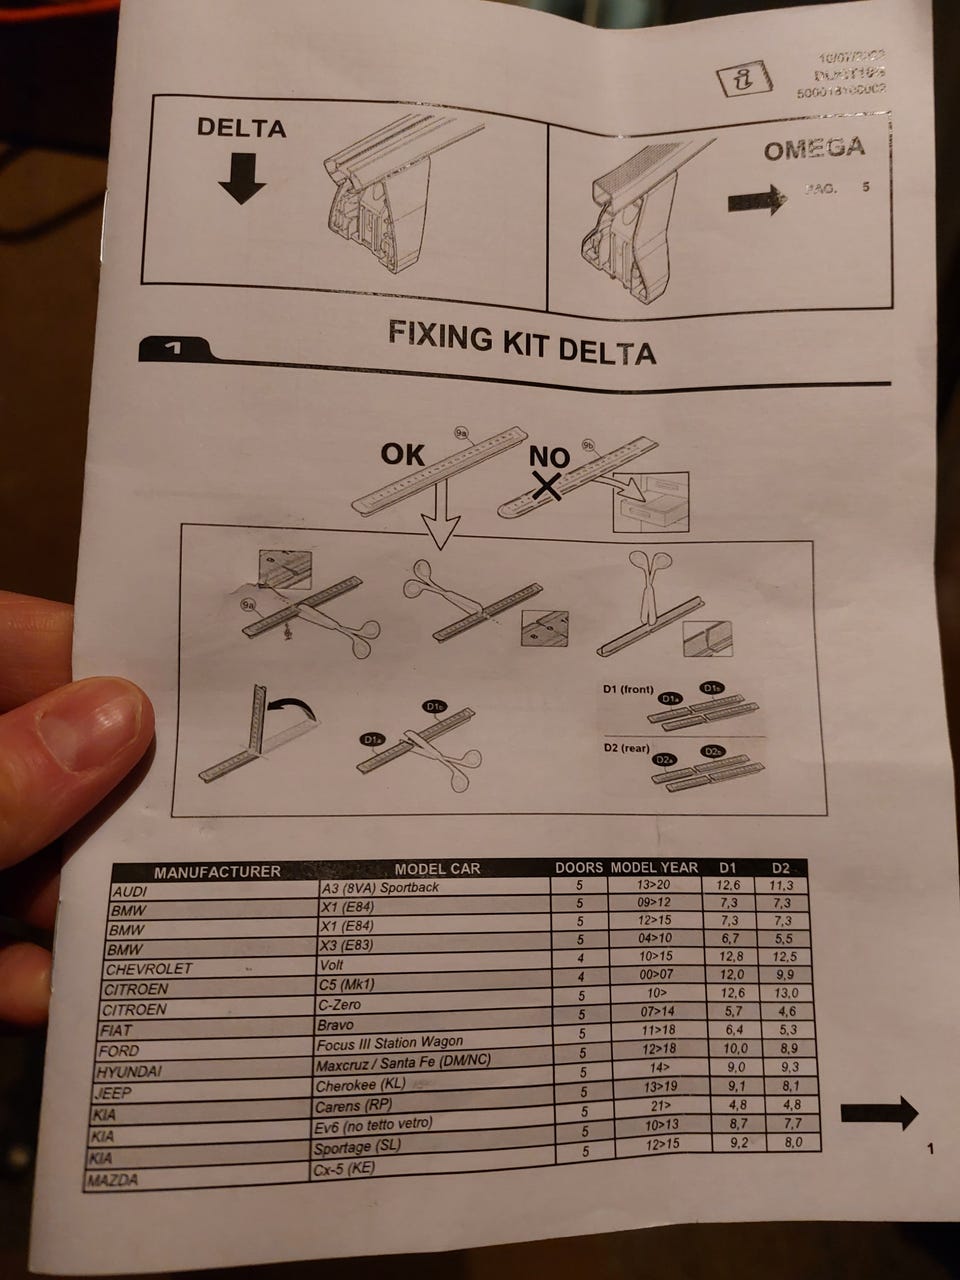 DELTA
OMEGA
PAG. 5
FIXING KIT DELTA
1
OK
9a
NO
9b
9a
D1 (front)
D1a
D1b
D1a
D1b
D2 (rear)
D2a
D2b
MANUFACTURER MODEL CAR DOORS MODEL YEAR D1 D2
AUDI A3 (8VA) Sportback 5 13>20 12,6 11,3
BMW X1 (E84) 5 09>12 7,3 7,3
BMW X1 (E84) 5 12>15 7,3 7,3
BMW X3 (E83) 5 04>10 6,7 5,5
CHEVROLET Volt 4 10>15 12,8 12,5
CITROEN C5 (Mk1) 4 00>07 12,0 9,9
CITROEN C-Zero 5 10> 12,6 13,0
FIAT Bravo 5 07>14 5,7 4,6
FORD Focus III Station Wagon 5 11>18 6,4 5,3
HYUNDAI Maxcruz / Santa Fe (DM/NC) 5 12>18 10,0 8,9
JEEP Cherokee (KL) 5 14> 9,0 9,3
KIA Carens (RP) 5 13>19 9,1 8,1
KIA Ev6 (no tetto vetro) 5 21> 4,8 4,8
KIA Sportage (SL) 5 10>13 8,7 7,7
MAZDA Cx-5 (KE) 5 12>15 9,2 8,0
1